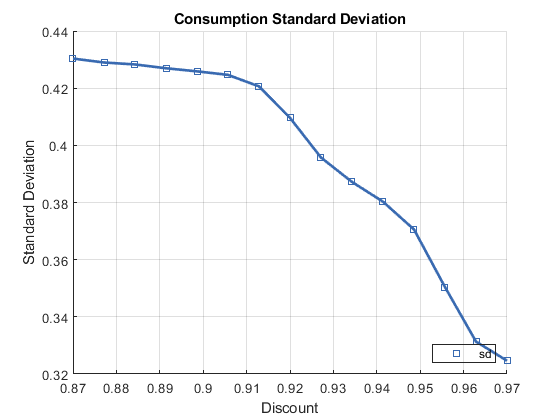 Consumption Standard Deviation
0.44
0.42
0.4
0.38
0.36
0.34
0.32
Standard Deviation
sd
0.87 0.88 0.89 0.9 0.91 0.92 0.93 0.94 0.95 0.96 0.97
Discount